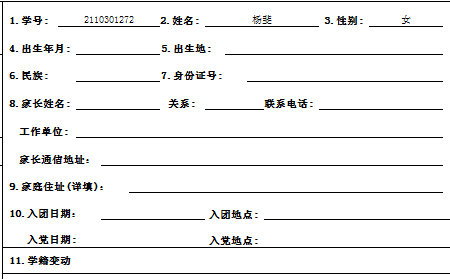 1.学号: 2110301272 2.姓名: 杨斐 3.性别: 女
4.出生年月: 5.出生地:
6.民族: 7.身份证号:
8.家长姓名: 关系: 联系电话:
工作单位:
家长通信地址:
9.家庭住址(详填):
10.入团日期: 入团地点:
入党日期: 入党地点:
11.学籍变动